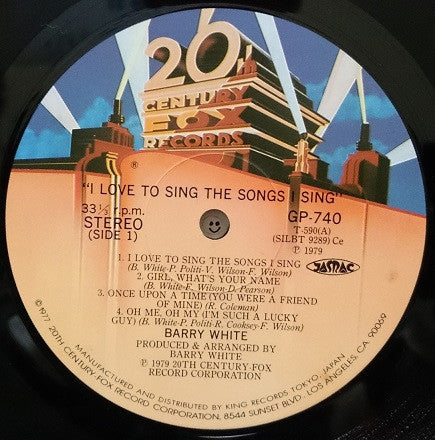 20th
CENTURY
FOX
RECORDS
®
"I LOVE TO SING THE SONGS I SING"
33 ⅓ r.p.m.
STEREO
(SIDE 1)
GP-740
T-590(A)
(SILBT 9289) Ce
℗ 1979
JASRAC
1. I LOVE TO SING THE SONGS I SING
(B. White-P. Politi-V. Wilson-F. Wilson)
2. GIRL, WHAT'S YOUR NAME
(B. White-F. Wilson-D. Pearson)
3. ONCE UPON A TIME (YOU WERE A FRIEND
OF MINE) (R. Coleman)
4. OH ME, OH MY (I'M SUCH A LUCKY
GUY) (B. White-P. Politi-R. Cooksey-F. Wilson)
BARRY WHITE
PRODUCED & ARRANGED BY
BARRY WHITE
℗ 1979 20TH CENTURY-FOX
RECORD CORPORATION
©1977. 20TH CENTURY-FOX RECORD CORPORATION. 8544 SUNSET BLVD., LOS ANGELES, CA. 90069
MANUFACTURED AND DISTRIBUTED BY KING RECORDS TOKYO, JAPAN